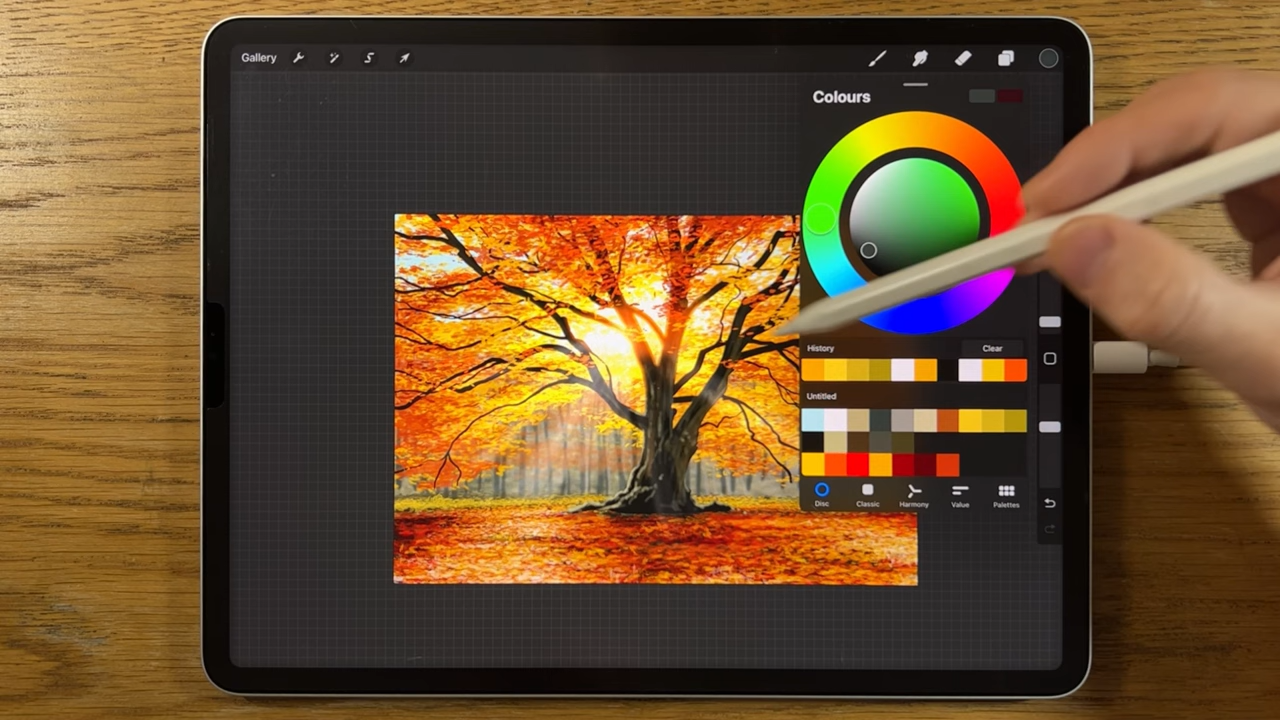 Gallery
Colours
History
Clear
Untitled
Disc
Classic
Harmony
Value
Palettes